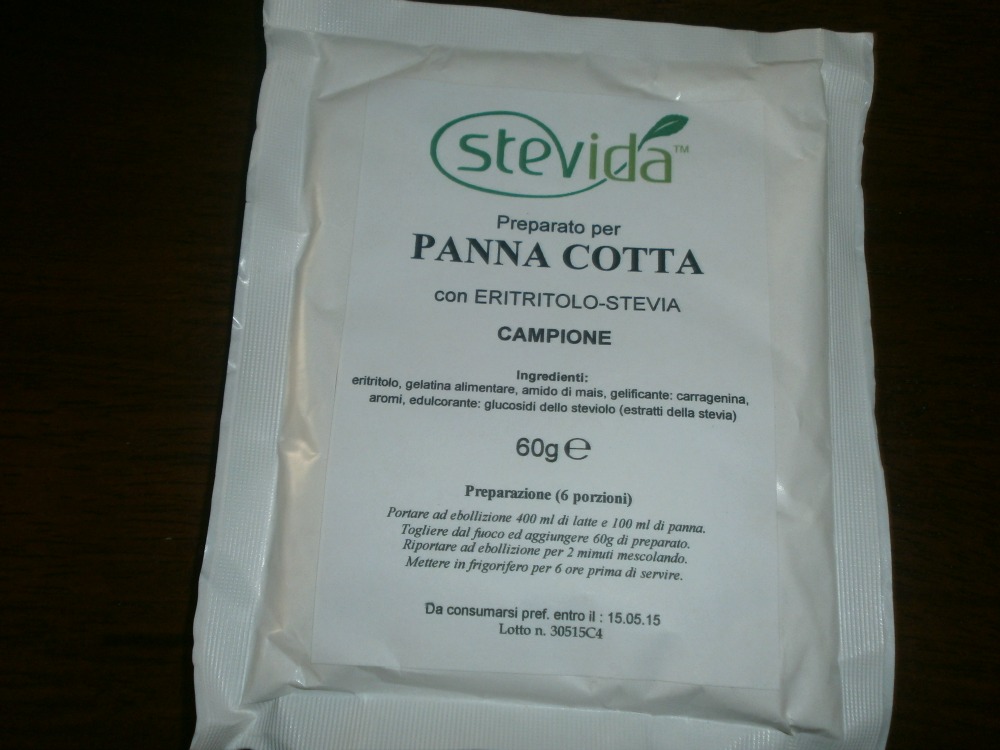 stevida™
Preparato per
PANNA COTTA
con ERITRITOLO-STEVIA
CAMPIONE
Ingredienti:
eritritolo, gelatina alimentare, amido di mais, gelificante: carragenina,
aromi, edulcorante: glucosidi dello steviolo (estratti della stevia)
60g ℮
Preparazione (6 porzioni)
Portare ad ebollizione 400 ml di latte e 100 ml di panna.
Togliere dal fuoco ed aggiungere 60g di preparato.
Riportare ad ebollizione per 2 minuti mescolando.
Mettere in frigorifero per 6 ore prima di servire.
Da consumarsi pref. entro il : 15.05.15
Lotto n. 30515C4